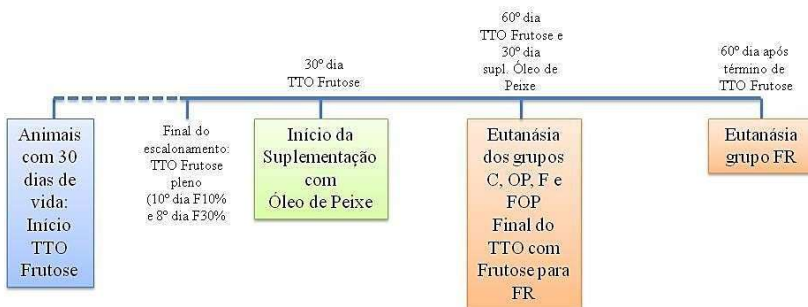 60º dia
TTO Frutose e
30º dia
supl. Óleo de
Peixe
30º dia
TTO Frutose
60º dia após
término de
TTO Frutose
Animais
com 30
dias de
vida:
Início
TTO
Frutose
Final do
escalonamento:
TTO Frutose
pleno
(10º dia F10%
e 8º dia F30%
Início da
Suplementação
com
Óleo de Peixe
Eutanásia
dos grupos
C, OP, F e
FOP
Final do
TTO com
Frutose para
FR
Eutanásia
grupo FR